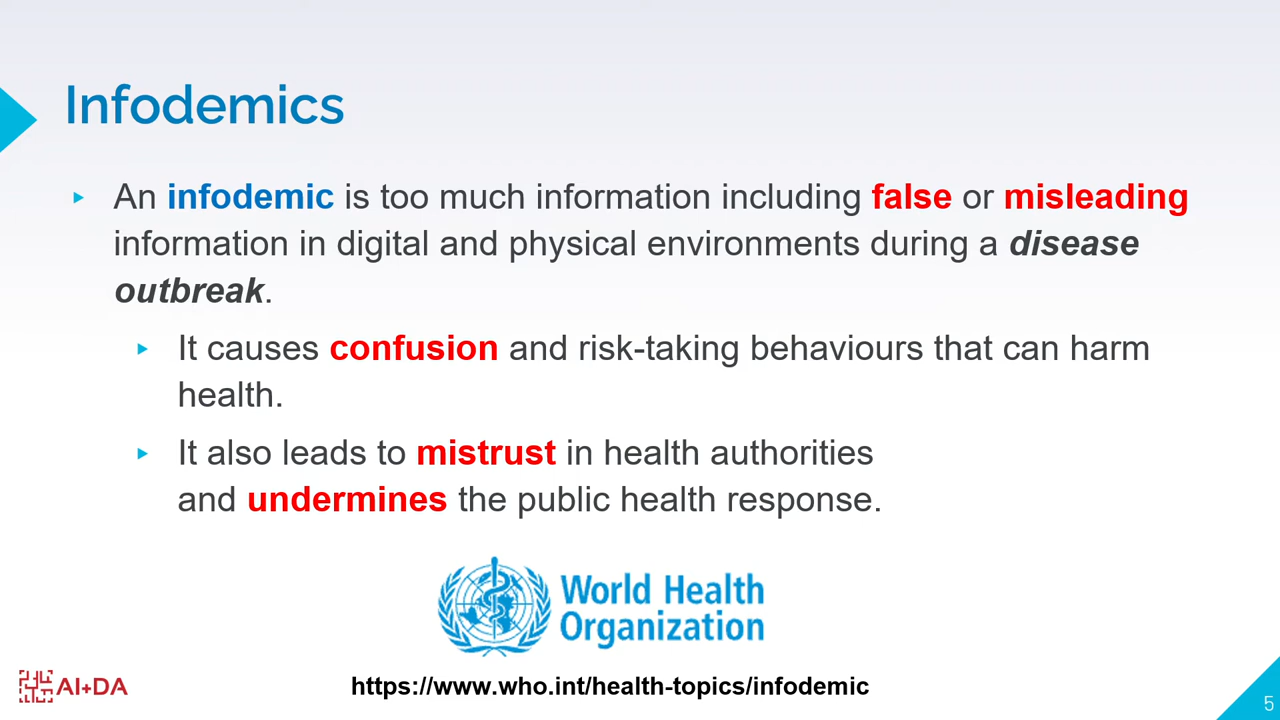 Infodemics
▸ An infodemic is too much information including false or misleading
information in digital and physical environments during a disease
outbreak.
▸ It causes confusion and risk-taking behaviours that can harm
health.
▸ It also leads to mistrust in health authorities
and undermines the public health response.
World Health
Organization
AI+DA
https://www.who.int/health-topics/infodemic
5